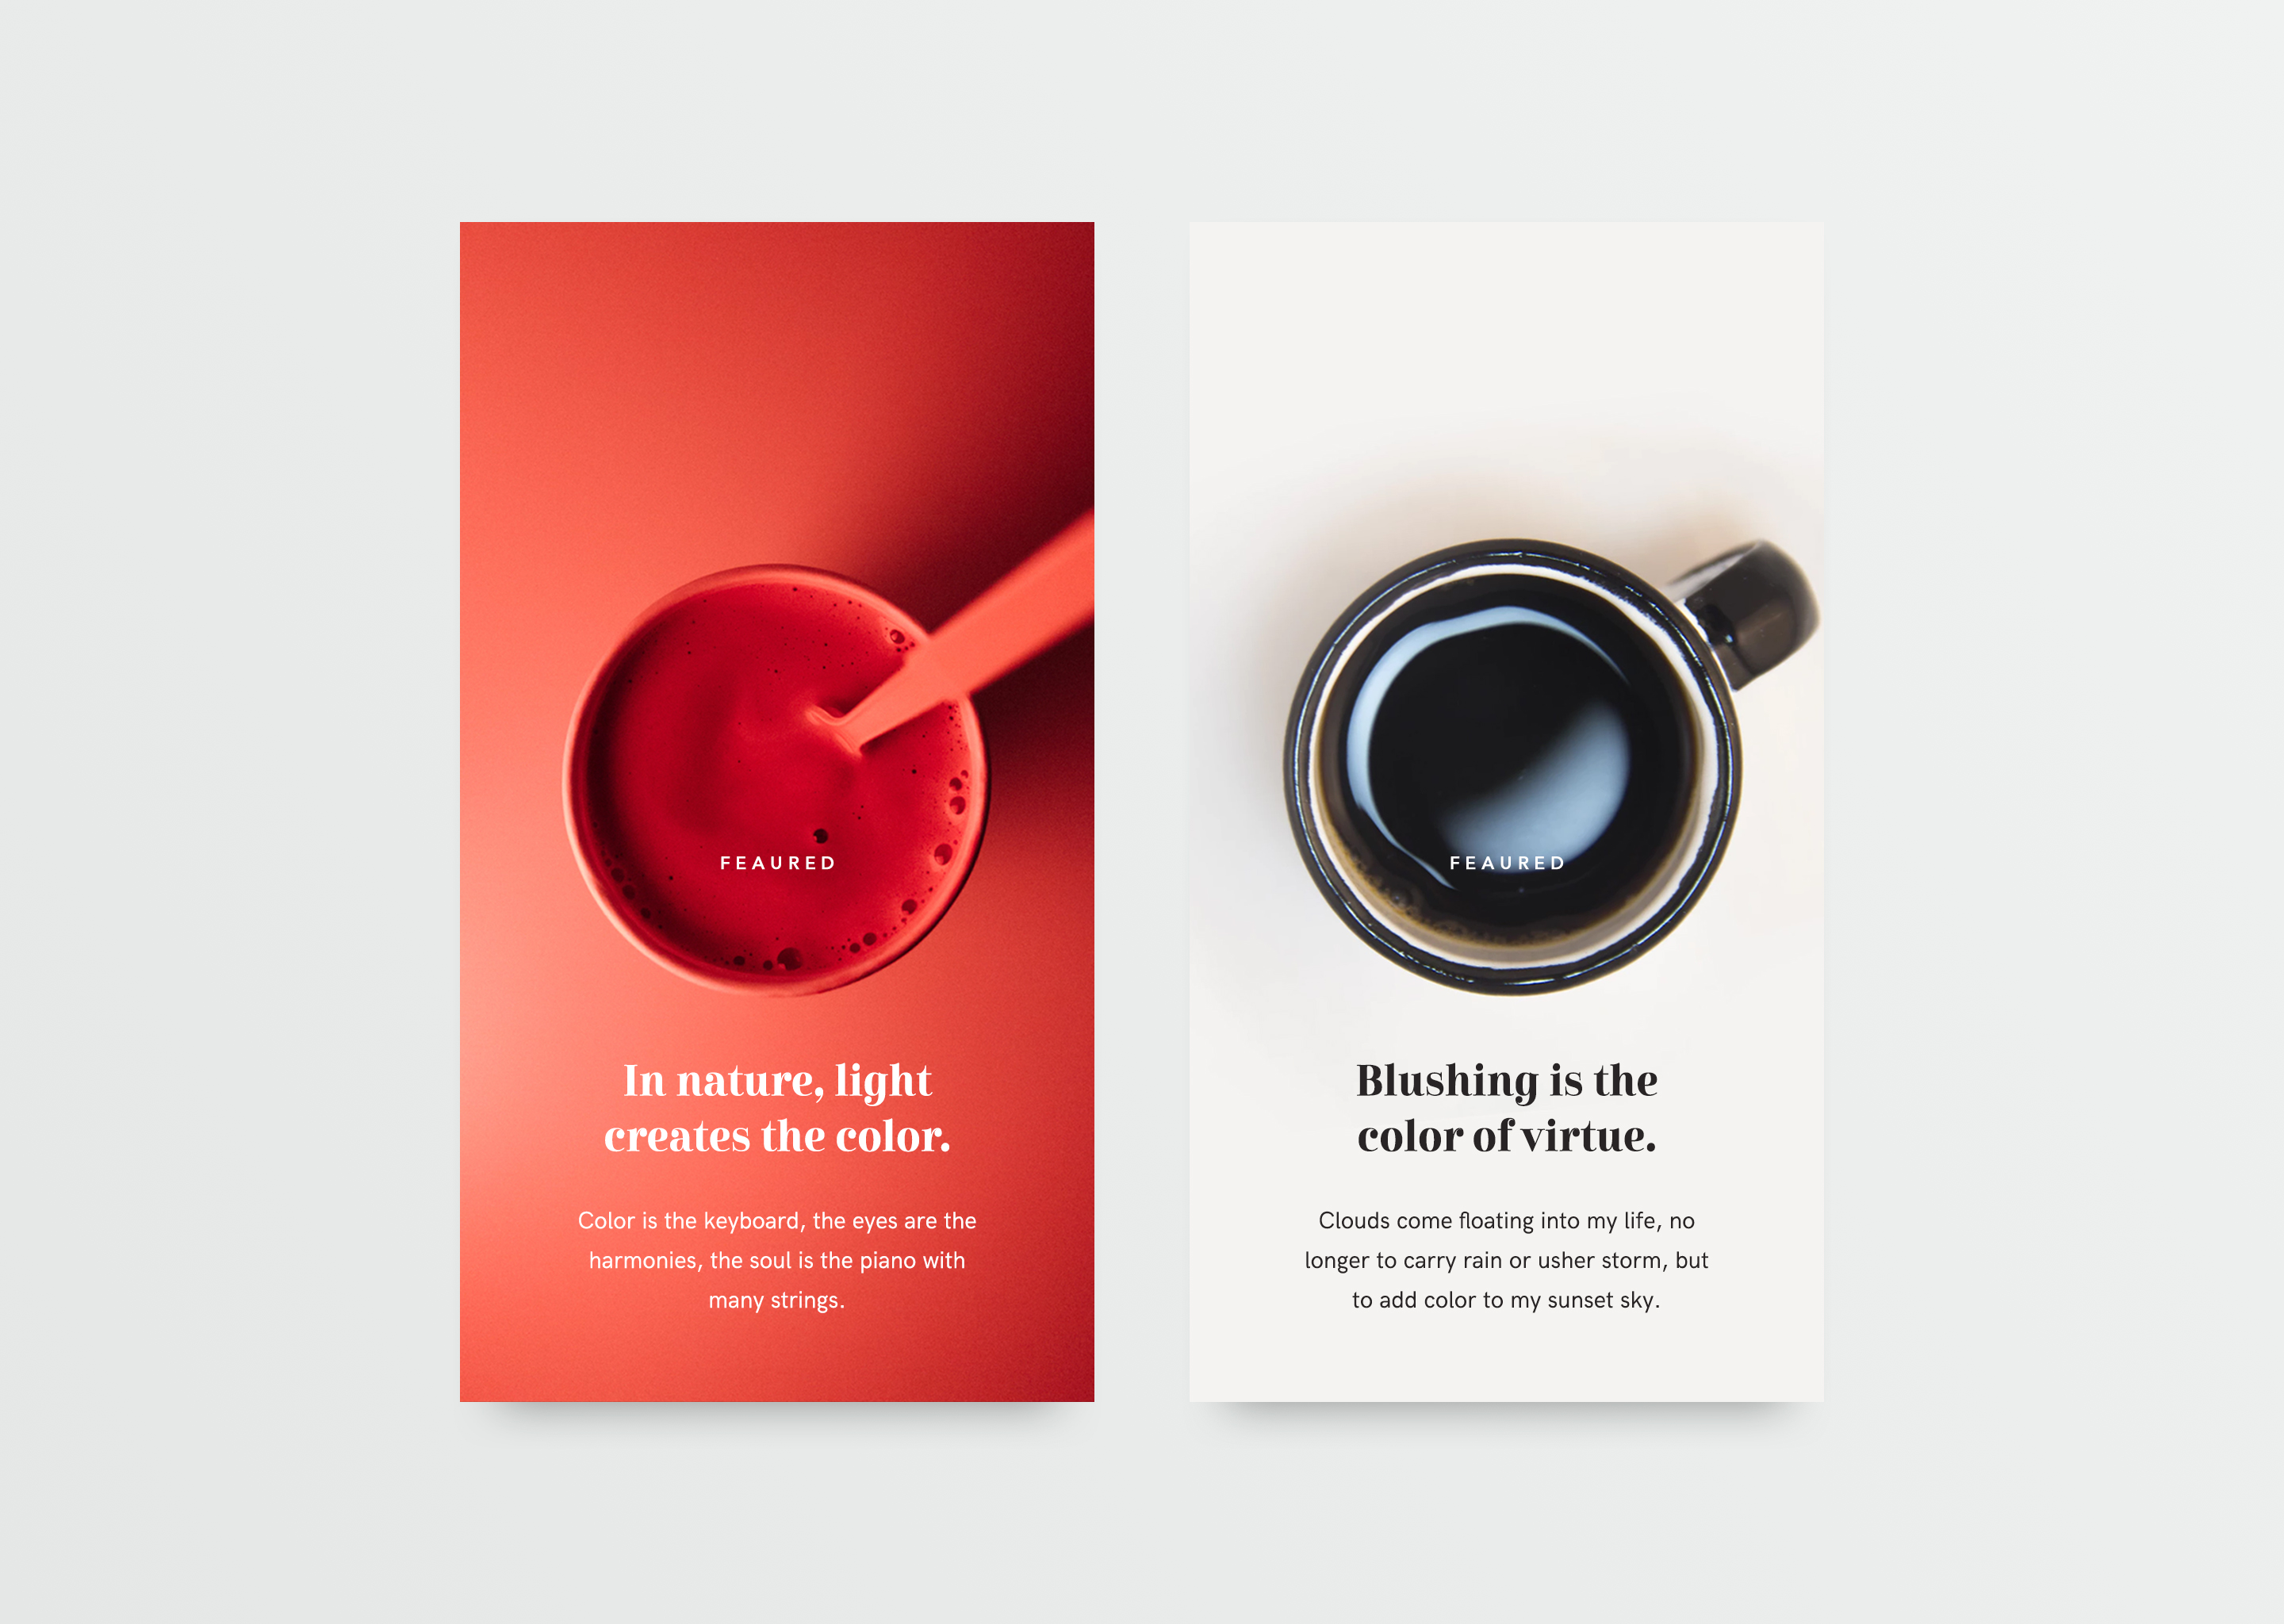 FEAURED
In nature, light
creates the color.
Color is the keyboard, the eyes are the
harmonies, the soul is the piano with
many strings.
FEAURED
Blushing is the
color of virtue.
Clouds come floating into my life, no
longer to carry rain or usher storm, but
to add color to my sunset sky.